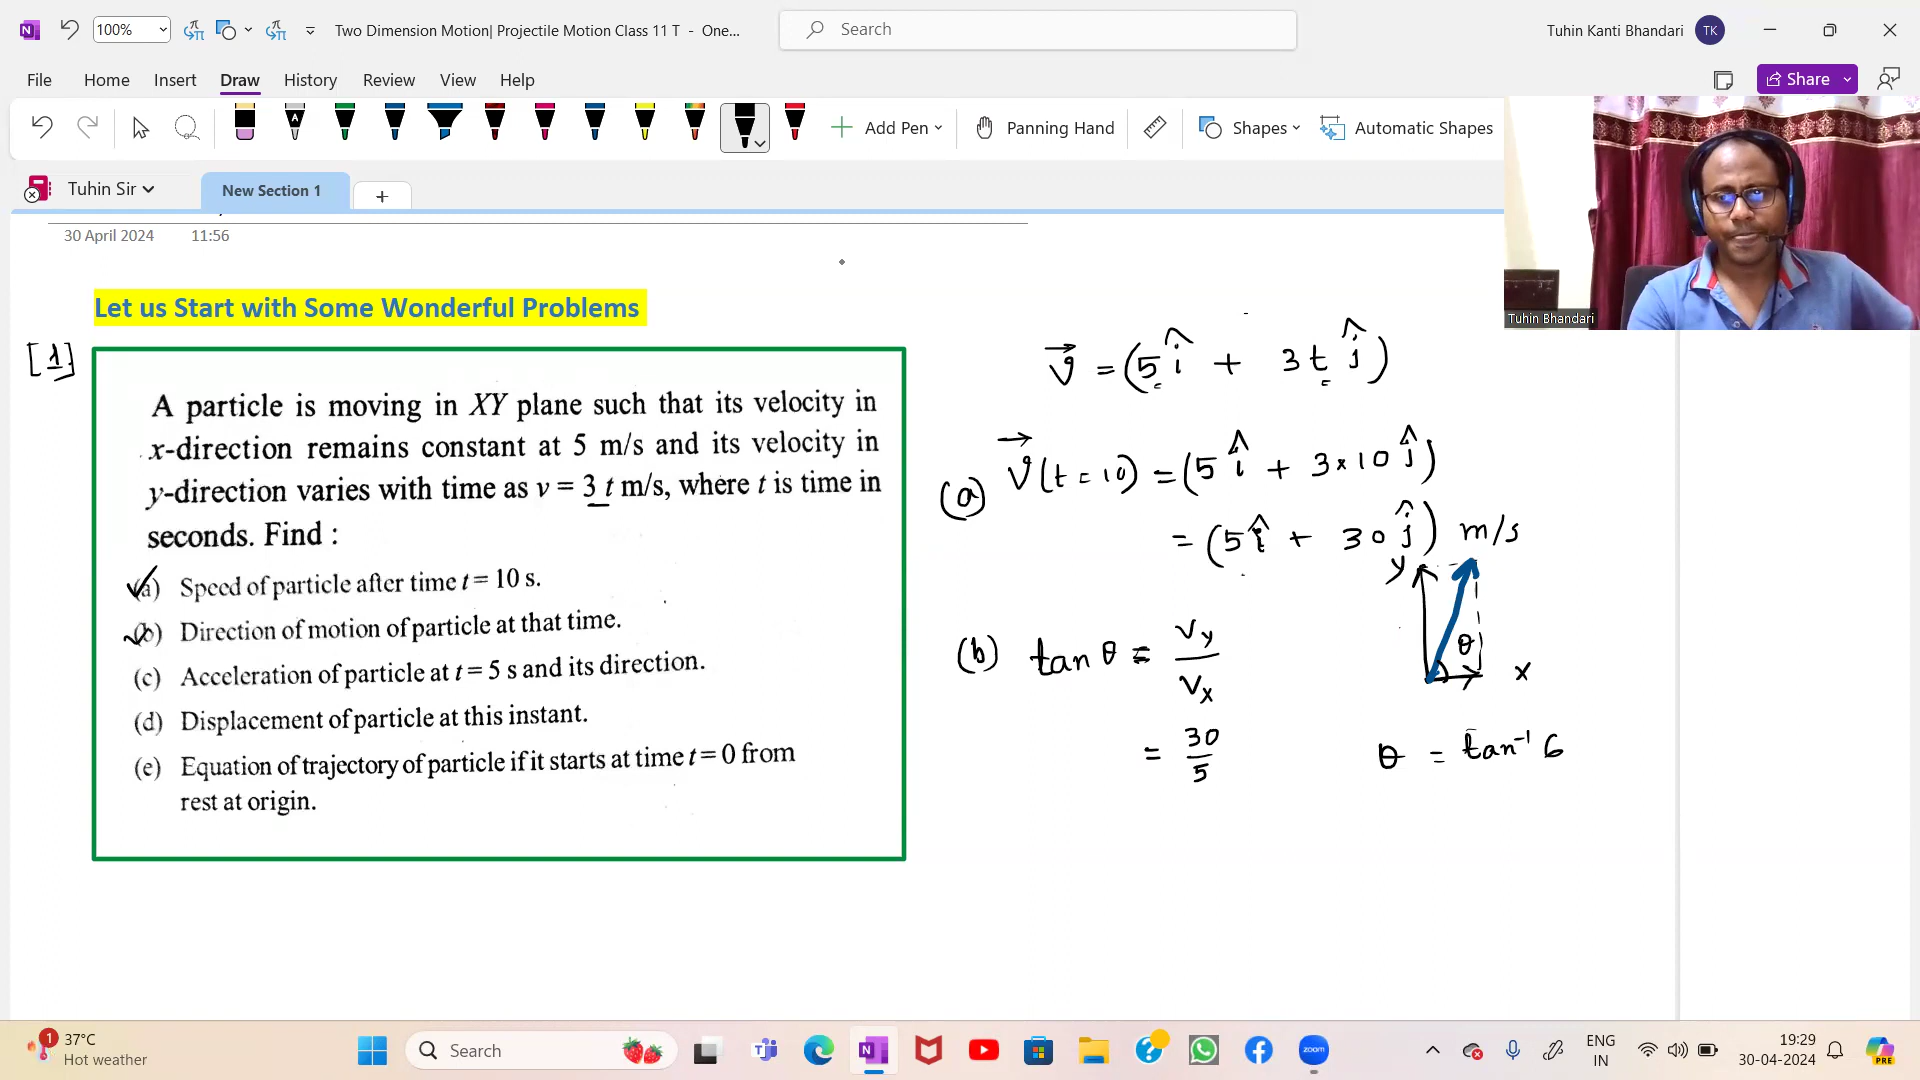 100%
Two Dimension Motion| Projectile Motion Class 11 T - One...
Search
Tuhin Kanti Bhandari
TK
File Home Insert Draw History Review View Help
Share
A
Add Pen
Panning Hand
Shapes
Automatic Shapes
Tuhin Sir
New Section 1
+
30 April 2024 11:56
Tuhin Bhandari
Let us Start with Some Wonderful Problems
[1]
A particle is moving in XY plane such that its velocity in
x-direction remains constant at 5 m/s and its velocity in
y-direction varies with time as v = 3 t m/s, where t is time in
seconds. Find :
(a) Speed of particle after time t = 10 s.
(b) Direction of motion of particle at that time.
(c) Acceleration of particle at t = 5 s and its direction.
(d) Displacement of particle at this instant.
(e) Equation of trajectory of particle if it starts at time t = 0 from
rest at origin.
v⃗ = (5 î + 3t ĵ)
(a) v⃗ (t = 10) = (5 î + 3×10 ĵ)
= (5 î + 30 ĵ) m/s
y
θ
x
(b) tan θ = Vy/Vx
= 30/5
θ = tan⁻¹ 6
1
37°C
Hot weather
Search
zoom
ENG
IN
19:29
30-04-2024
PRE